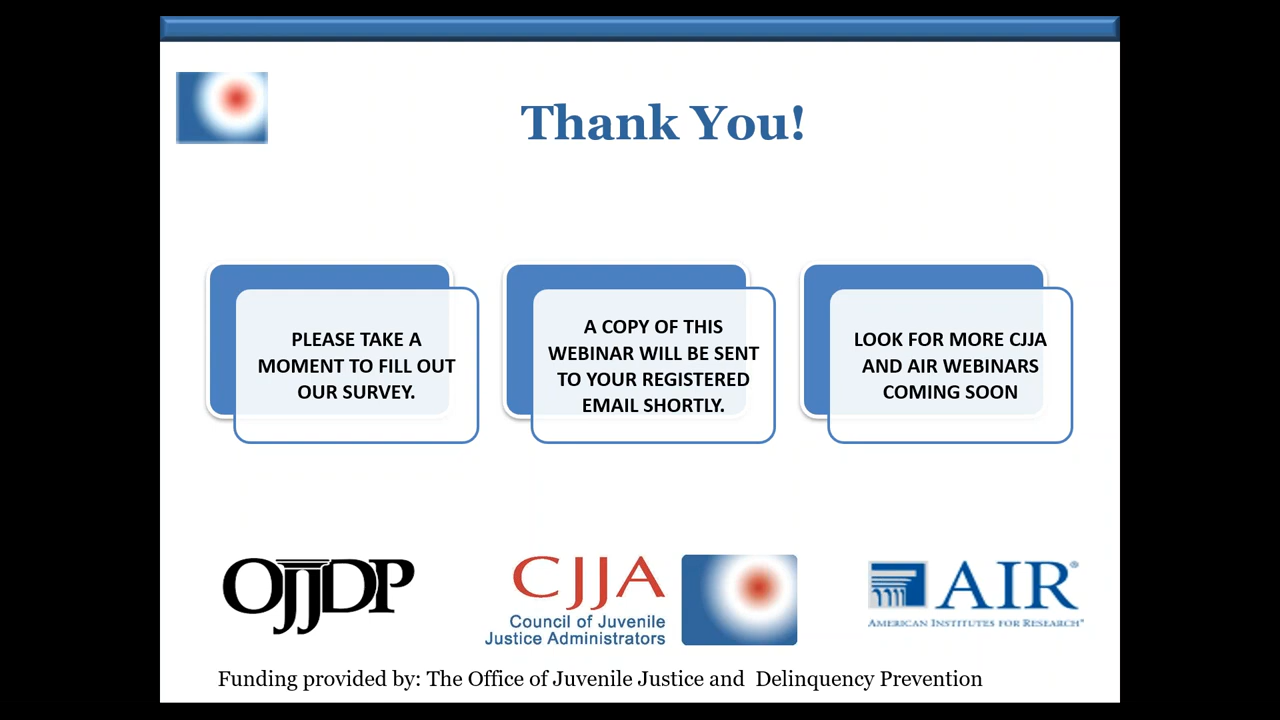 Thank You!
PLEASE TAKE A
MOMENT TO FILL OUT
OUR SURVEY.
A COPY OF THIS
WEBINAR WILL BE SENT
TO YOUR REGISTERED
EMAIL SHORTLY.
LOOK FOR MORE CJJA
AND AIR WEBINARS
COMING SOON
OJJDP
CJJA
Council of Juvenile
Justice Administrators
AIR®
AMERICAN INSTITUTES FOR RESEARCH®
Funding provided by: The Office of Juvenile Justice and  Delinquency Prevention